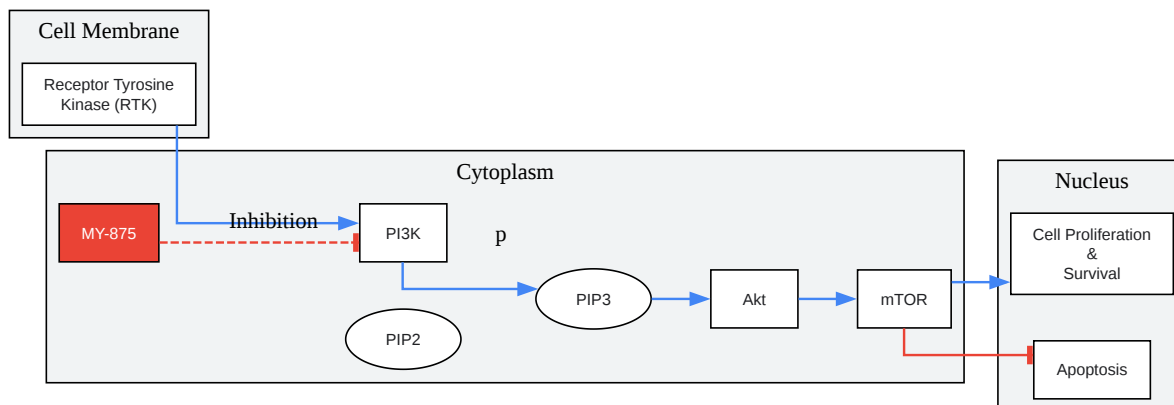 Cell Membrane
Receptor Tyrosine
Kinase (RTK)
Cytoplasm
Nucleus
MY-875
Inhibition
PI3K
p
Cell Proliferation
&
Survival
PIP3
Akt
mTOR
PIP2
Apoptosis